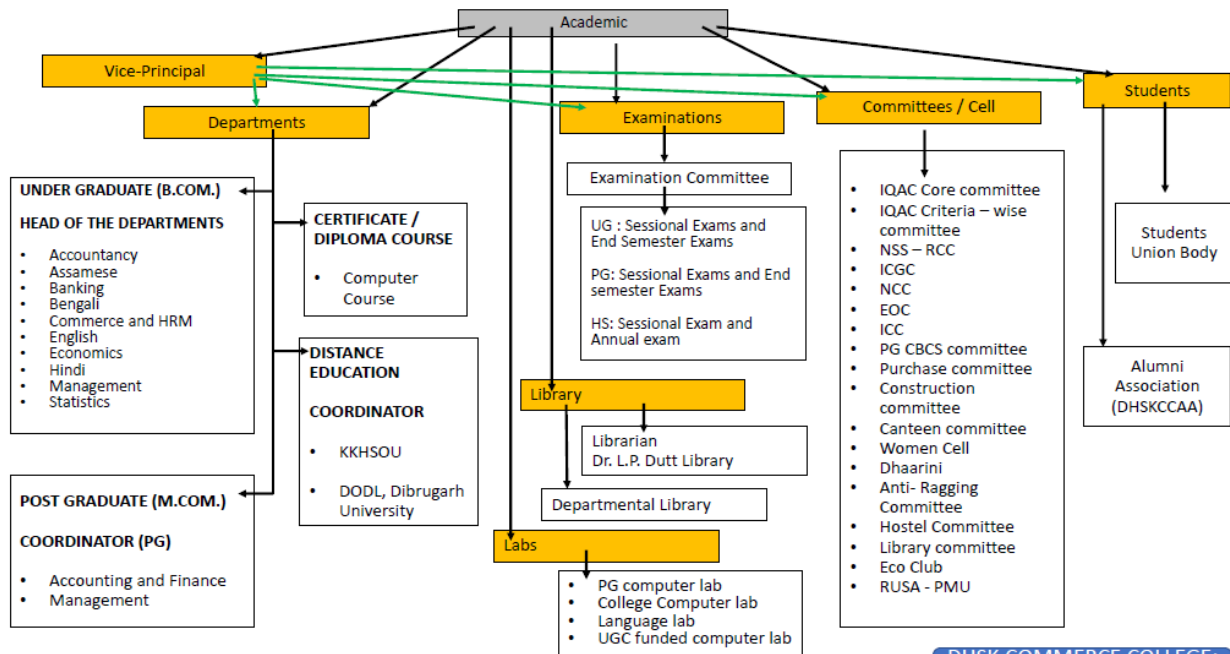 Academic
Vice-Principal
Departments
Examinations
Committees / Cell
Students
UNDER GRADUATE (B.COM.)
HEAD OF THE DEPARTMENTS
• Accountancy
• Assamese
• Banking
• Bengali
• Commerce and HRM
• English
• Economics
• Hindi
• Management
• Statistics
POST GRADUATE (M.COM.)
COORDINATOR (PG)
• Accounting and Finance
• Management
CERTIFICATE /
DIPLOMA COURSE
• Computer
Course
DISTANCE
EDUCATION
COORDINATOR
• KKHSOU
• DODL, Dibrugarh
University
Examination Committee
UG : Sessional Exams and
End Semester Exams
PG: Sessional Exams and End
semester Exams
HS: Sessional Exam and
Annual exam
Library
Librarian
Dr. L.P. Dutt Library
Departmental Library
Labs
• PG computer lab
• College Computer lab
• Language lab
• UGC funded computer lab
• IQAC Core committee
• IQAC Criteria – wise
committee
• NSS – RCC
• ICGC
• NCC
• EOC
• ICC
• PG CBCS committee
• Purchase committee
• Construction
committee
• Canteen committee
• Women Cell
• Dhaarini
• Anti- Ragging
Committee
• Hostel Committee
• Library committee
• Eco Club
• RUSA - PMU
Students
Union Body
Alumni
Association
(DHSKCCAA)
DHSK COMMERCE COLLEGE: